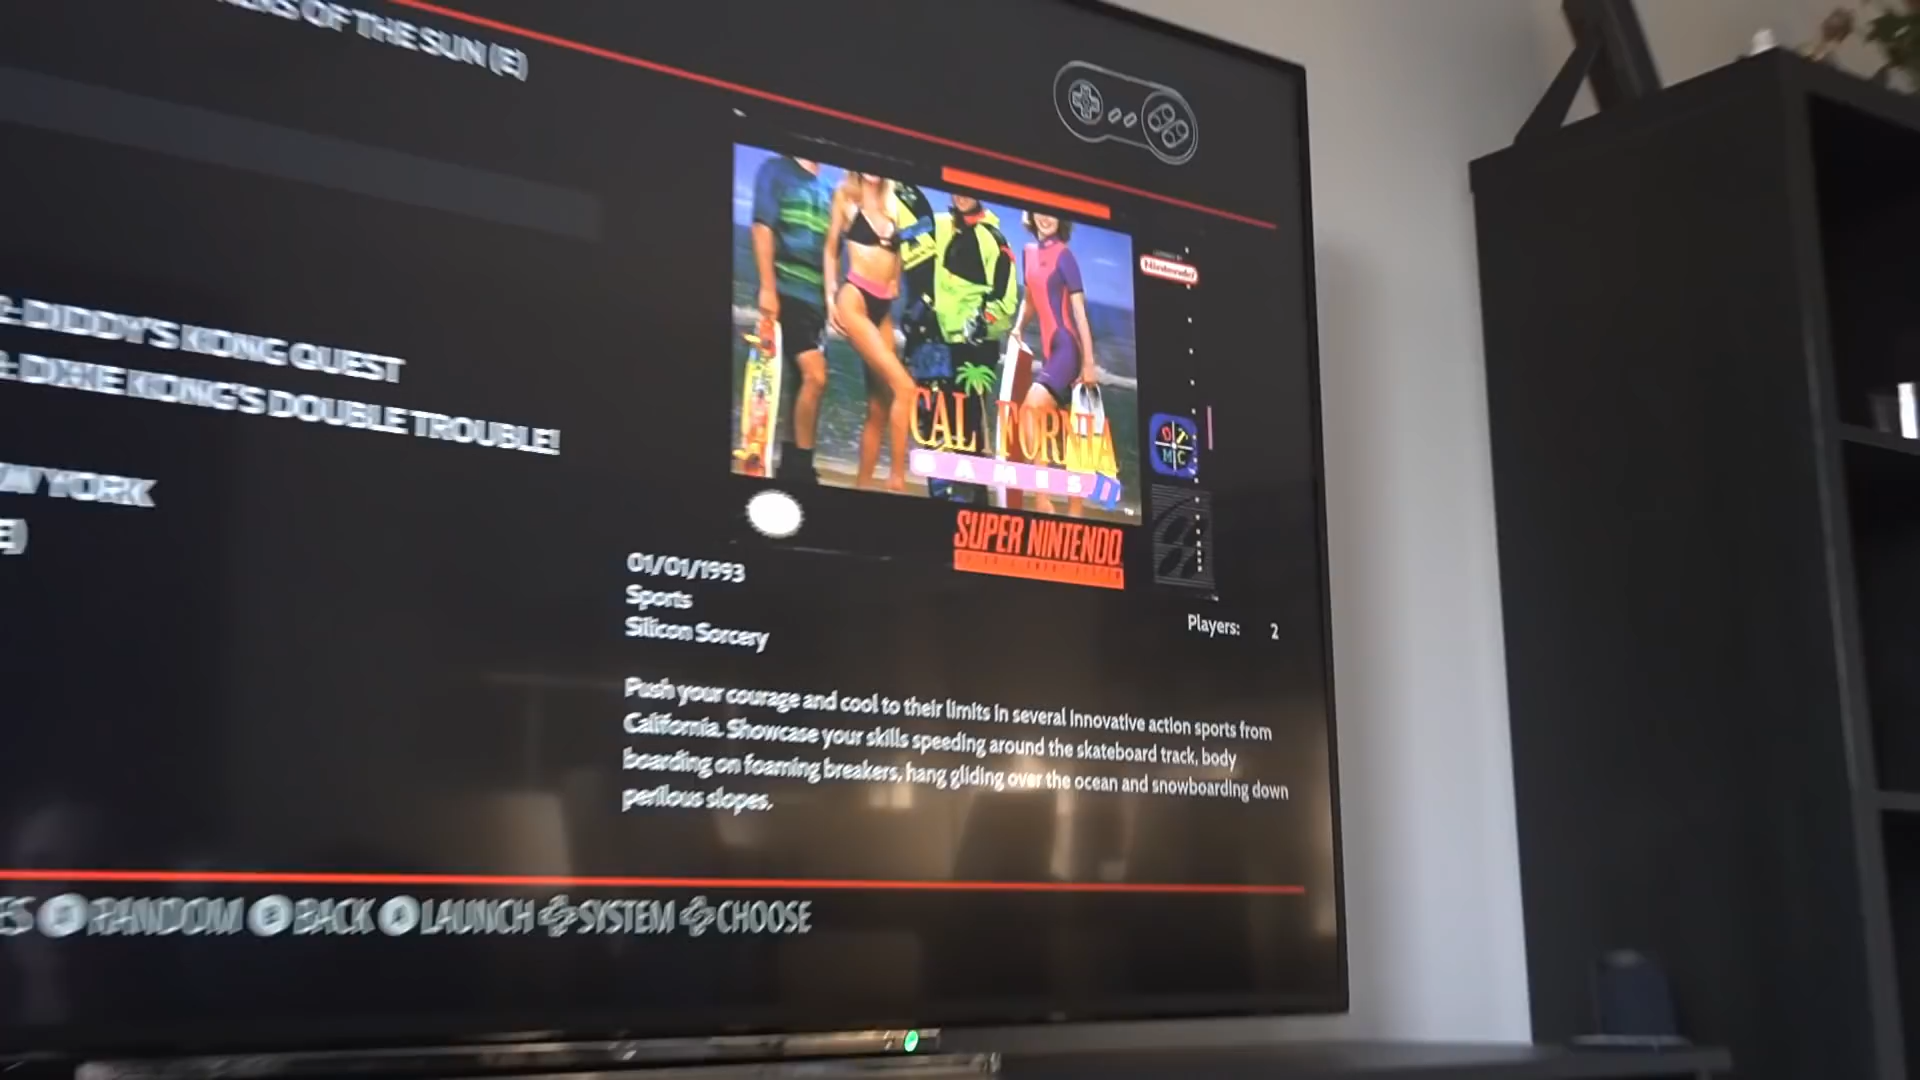 OF THE SUN (E)
Nintendo
& DIDDY'S KONG QUEST
& DIXIE KONG'S DOUBLE TROUBLE!
W YORK
E)
CALIFORNIA
GAMES II
TM
SUPER NINTENDO
01/01/1993
Sports
Silicon Sorcery
Players: 2
Push your courage and cool to their limits in several innovative action sports from
California. Showcase your skills speeding around the skateboard track, body
boarding on foaming breakers, hang gliding over the ocean and snowboarding down
perilous slopes.
ES RANDOM BACK LAUNCH SYSTEM CHOOSE